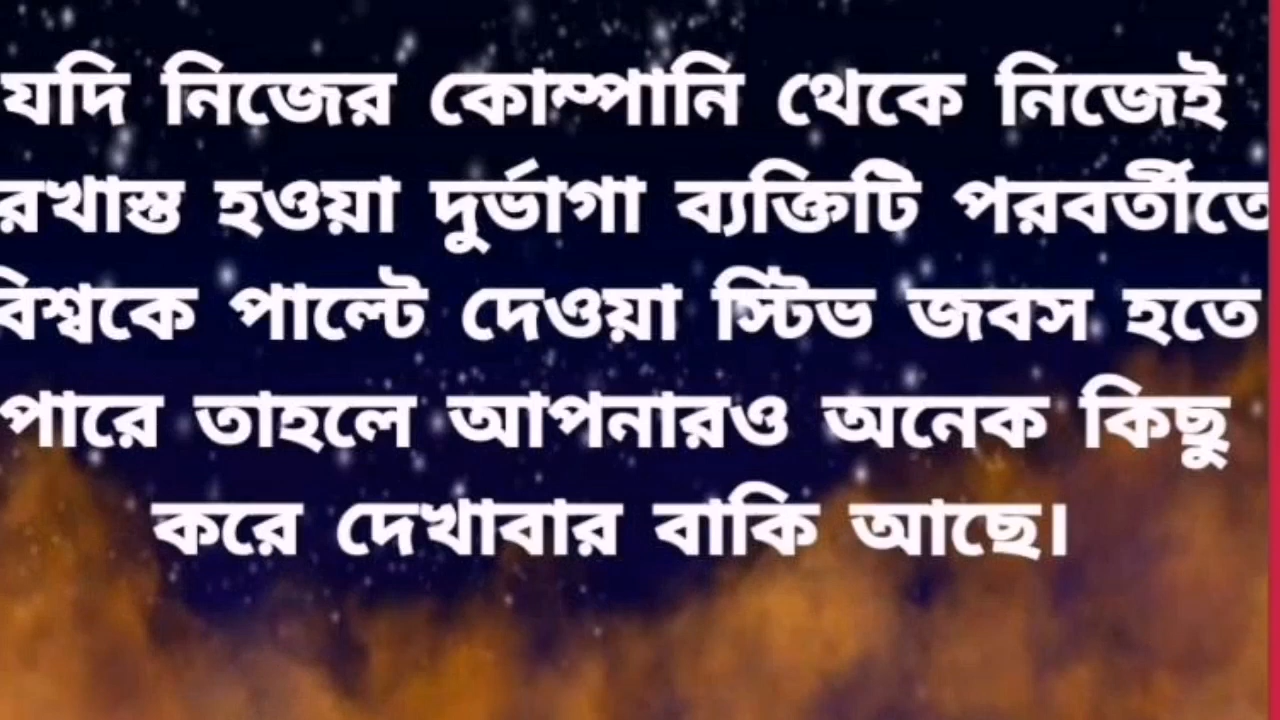 যদি নিজের কোম্পানি থেকে নিজেই
রখাস্ত হওয়া দুর্ভাগা ব্যক্তিটি পরবর্তীতে
বিশ্বকে পাল্টে দেওয়া স্টিভ জবস হতে
পারে তাহলে আপনারও অনেক কিছু
করে দেখাবার বাকি আছে।